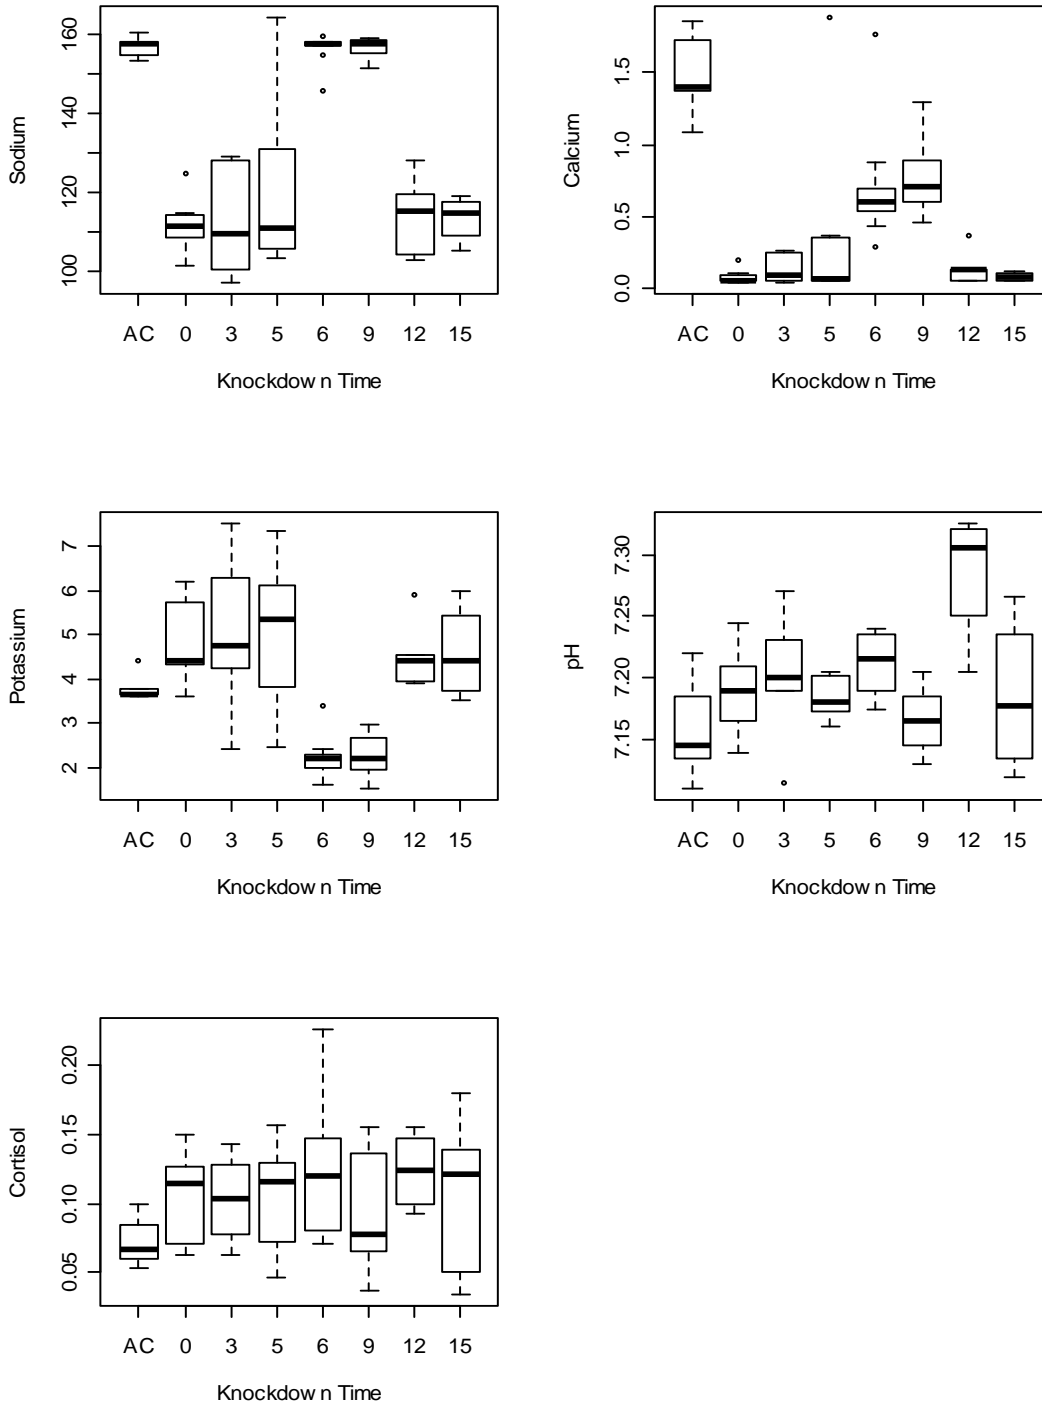 Sodium
160
140
120
100
AC 0 3 5 6 9 12 15
Knockdow n Time
Calcium
1.5
1.0
0.5
0.0
AC 0 3 5 6 9 12 15
Knockdow n Time
Potassium
7
6
5
4
3
2
AC 0 3 5 6 9 12 15
Knockdow n Time
pH
7.30
7.25
7.20
7.15
AC 0 3 5 6 9 12 15
Knockdow n Time
Cortisol
0.20
0.15
0.10
0.05
AC 0 3 5 6 9 12 15
Knockdow n Time